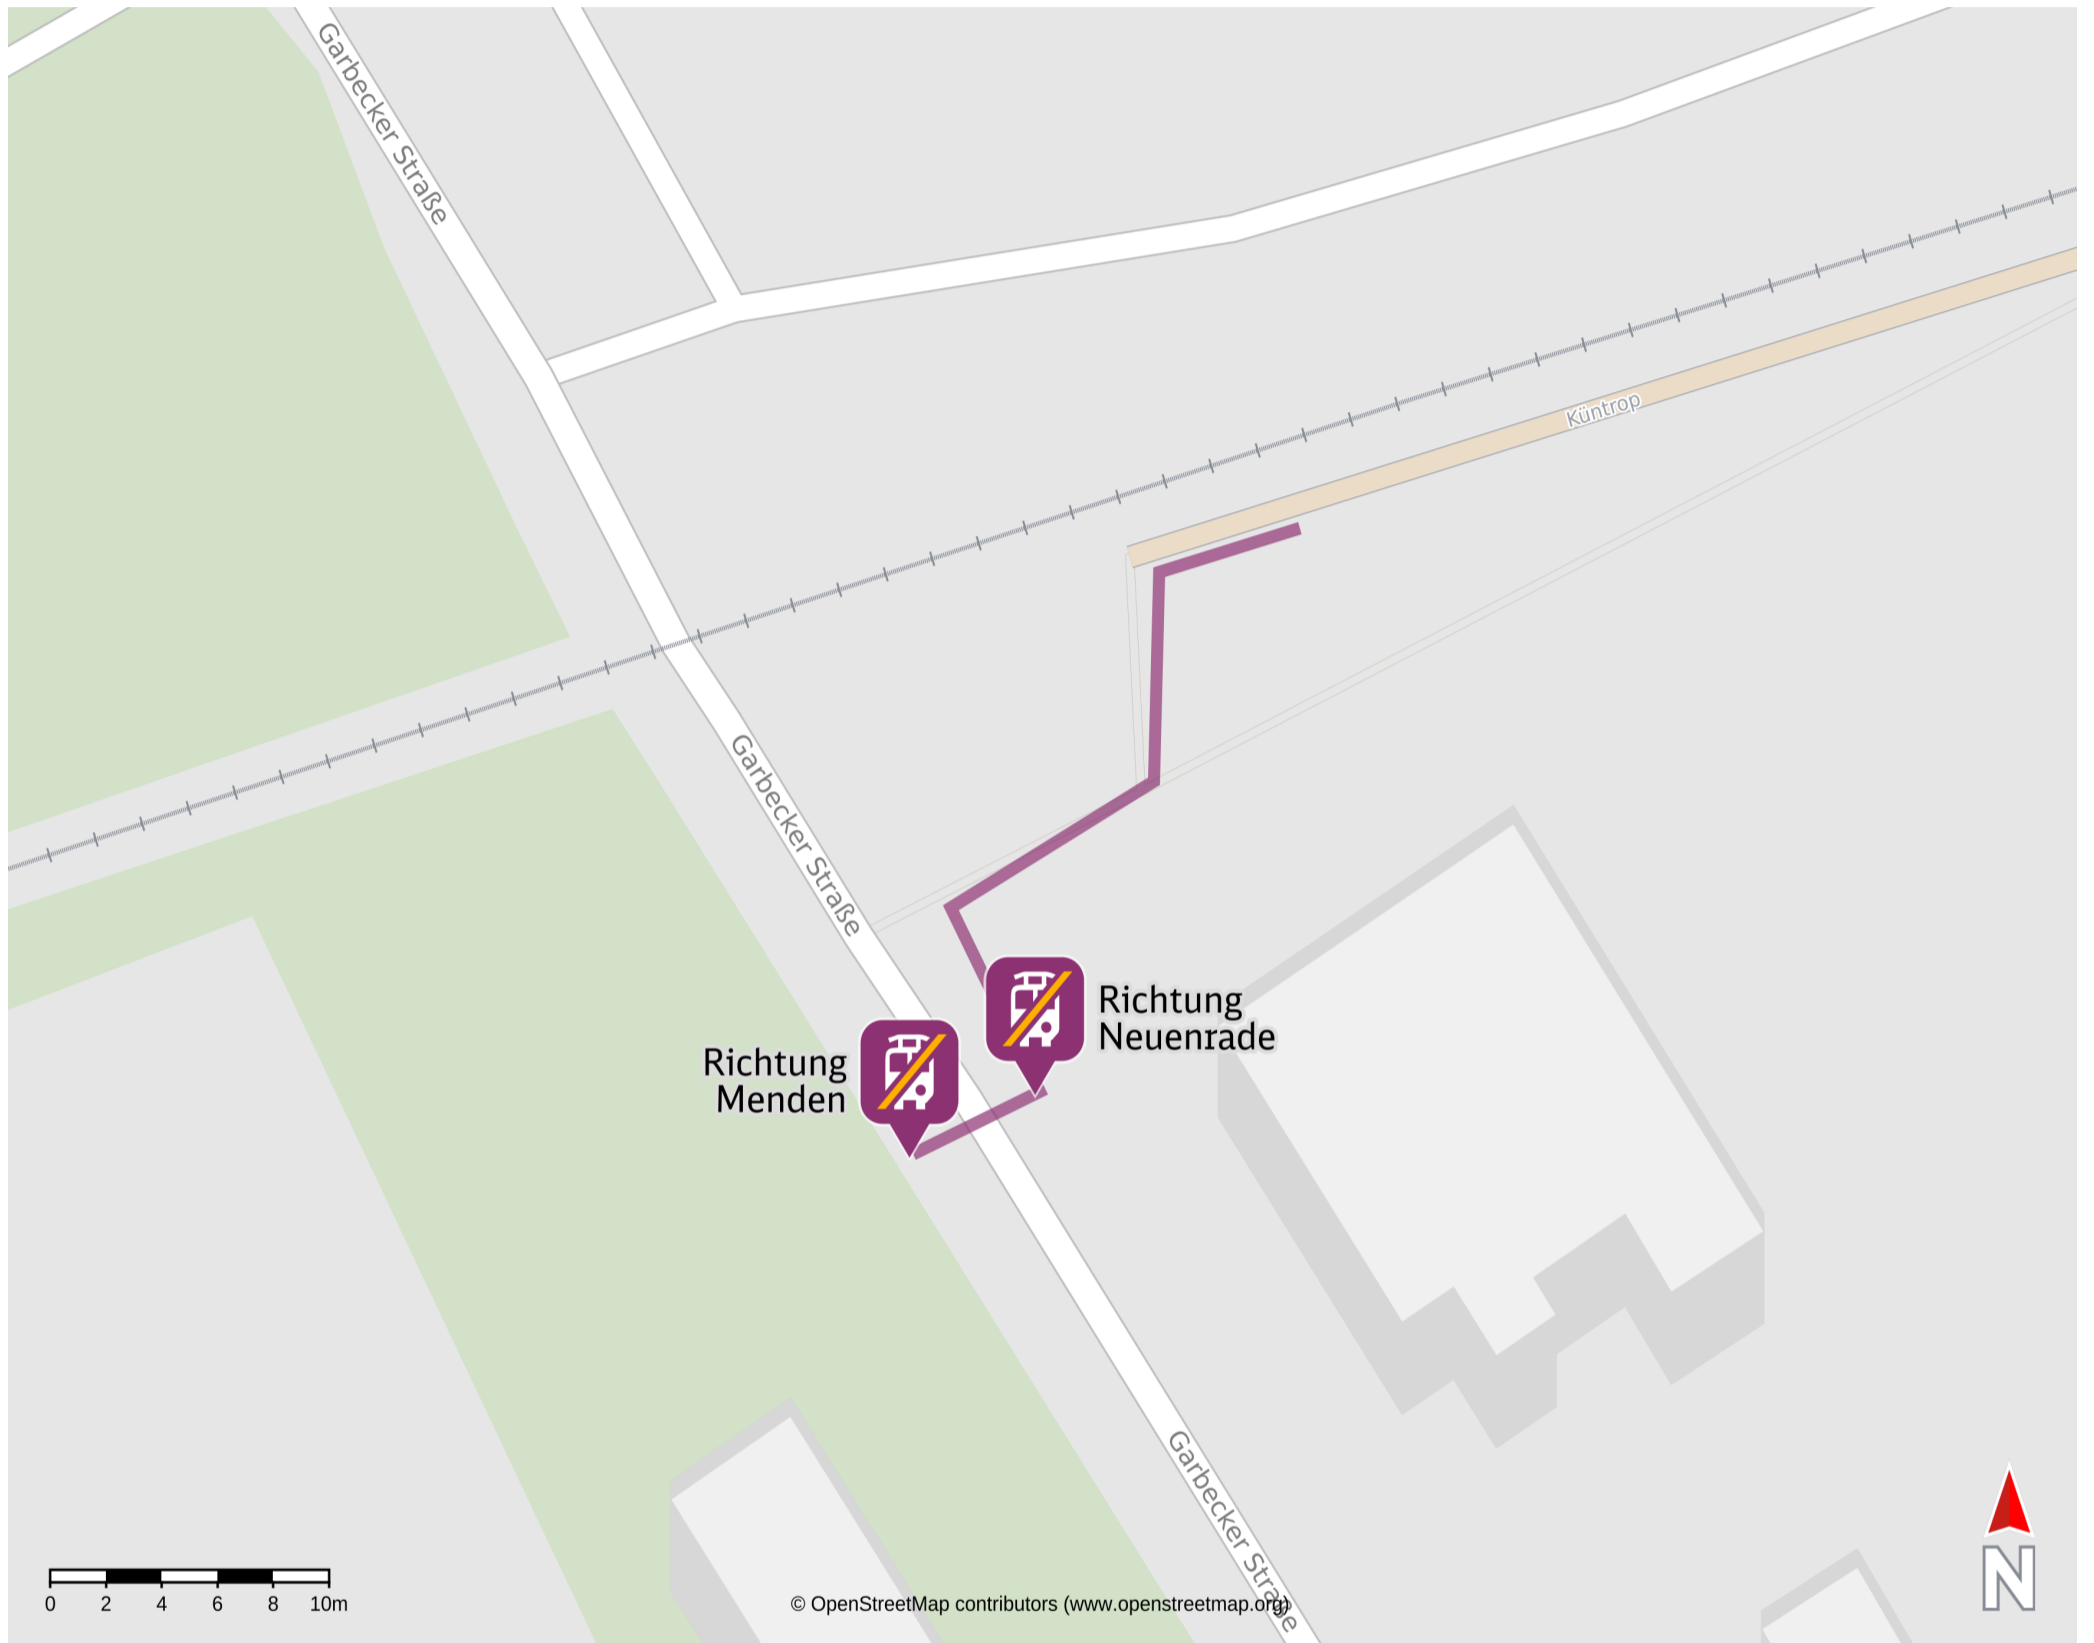 Garbecker Straße
Küntrop
Garbecker Straße
Richtung
Neuenrade
Richtung
Menden
Garbecker Straße
0 2 4 6 8 10m
© OpenStreetMap contributors (www.openstreetmap.org)
N